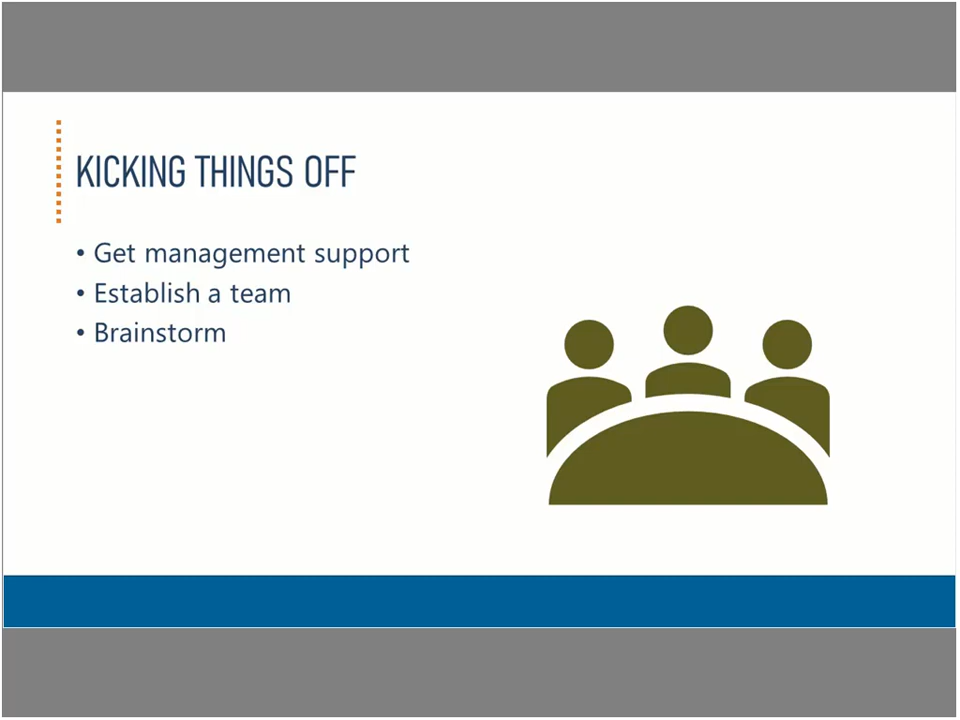 KICKING THINGS OFF
• Get management support
• Establish a team
• Brainstorm